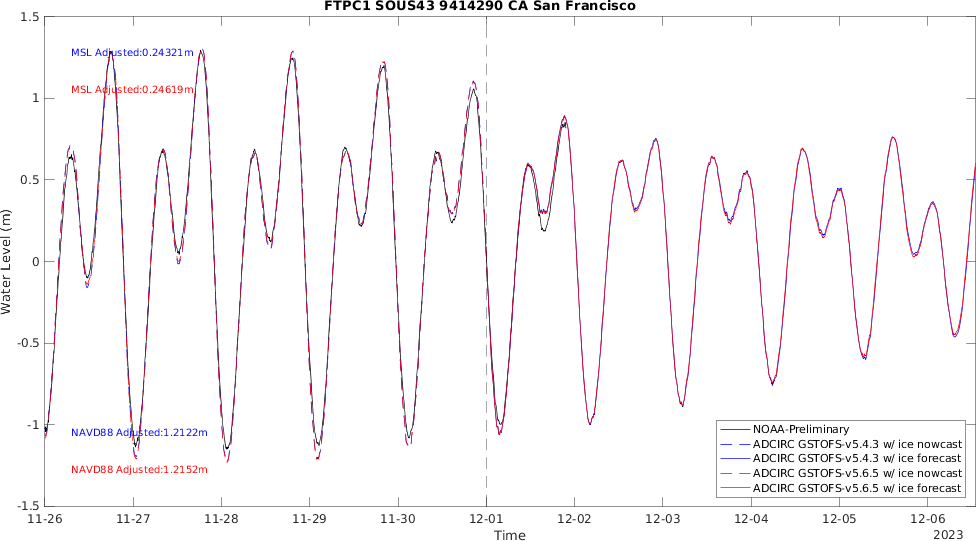 FTPC1 SOUS43 9414290 CA San Francisco
1.5
1
0.5
0
-0.5
-1
-1.5
Water Level (m)
MSL Adjusted:0.24321m
MSL Adjusted:0.24619m
NAVD88 Adjusted:1.2122m
NAVD88 Adjusted:1.2152m
NOAA-Preliminary
ADCIRC GSTOFS-v5.4.3 w/ ice nowcast
ADCIRC GSTOFS-v5.4.3 w/ ice forecast
ADCIRC GSTOFS-v5.6.5 w/ ice nowcast
ADCIRC GSTOFS-v5.6.5 w/ ice forecast
11-26 11-27 11-28 11-29 11-30 12-01 12-02 12-03 12-04 12-05 12-06
Time
2023